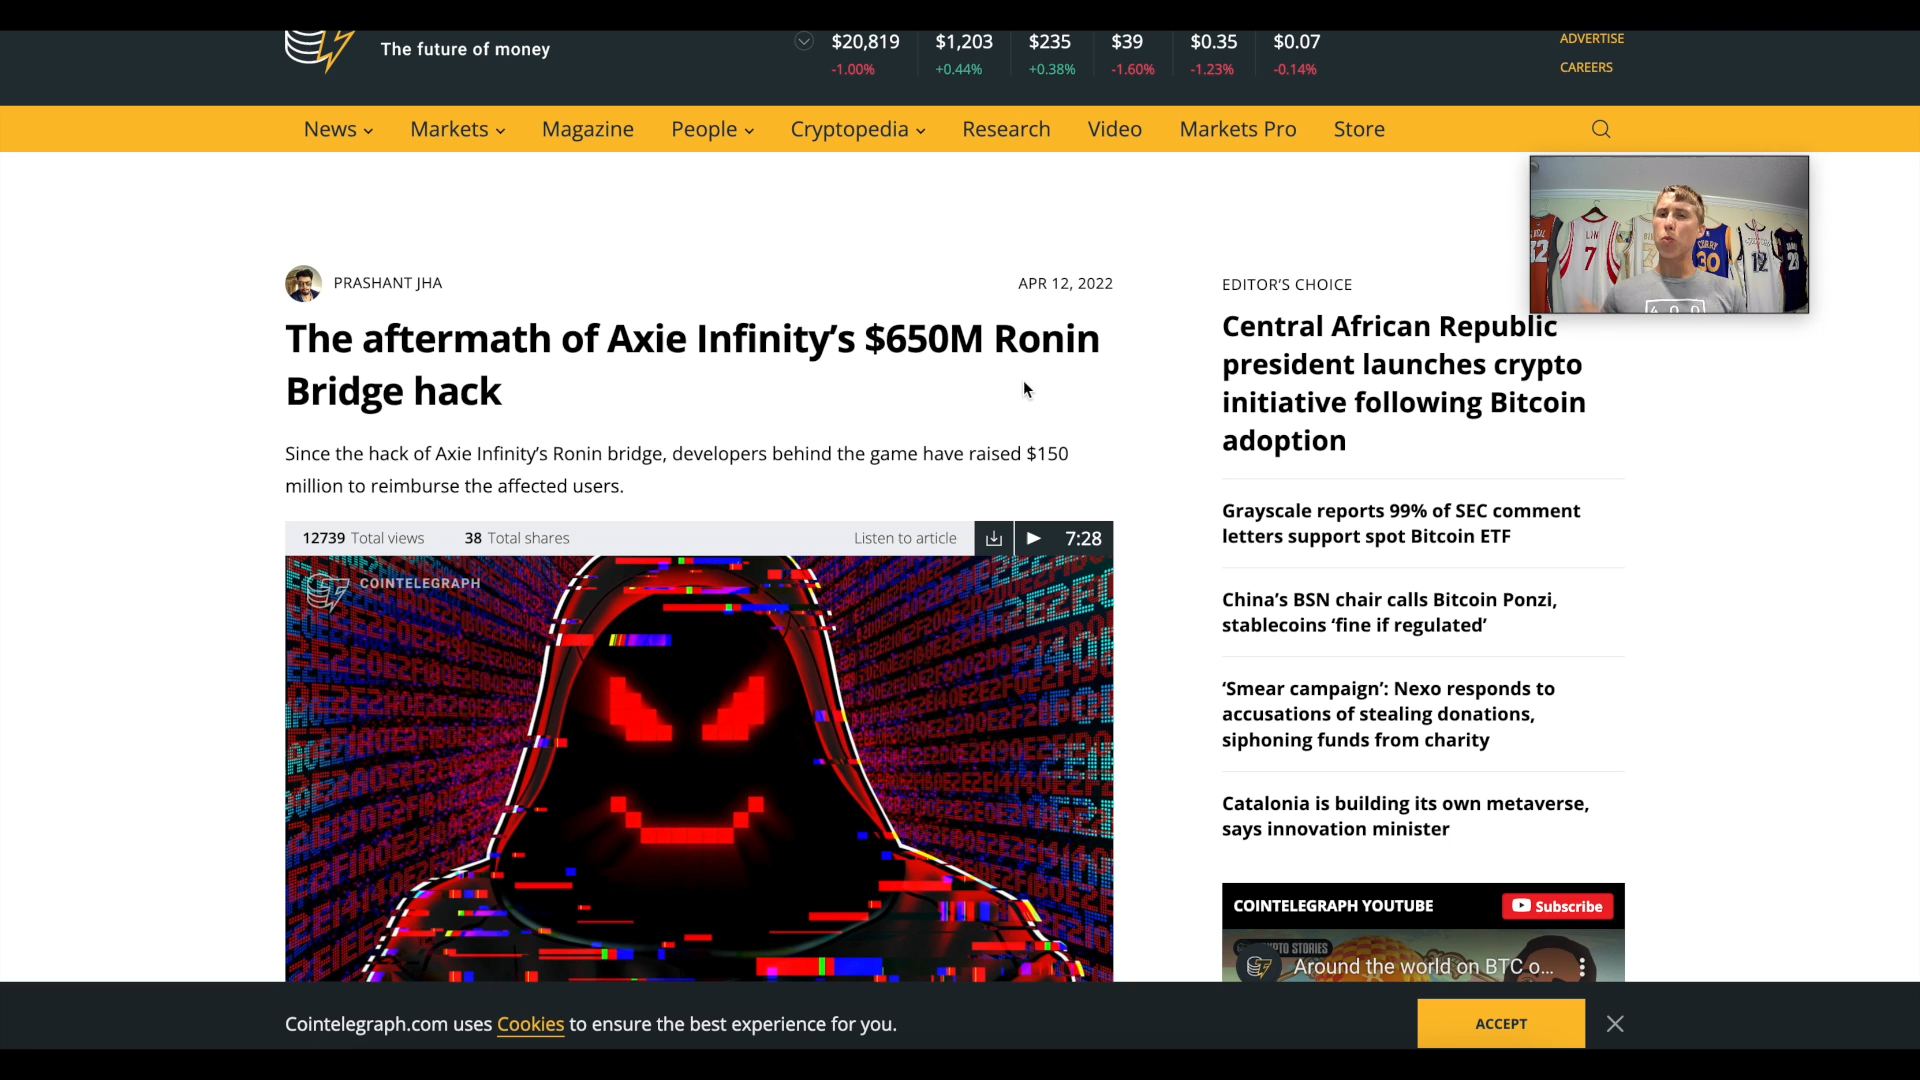 The future of money
$20,819 $1,203 $235 $39 $0.35 $0.07
-1.00% +0.44% +0.38% -1.60% -1.23% -0.14%
ADVERTISE
CAREERS
News Markets Magazine People Cryptopedia Research Video Markets Pro Store
LIN
7
CURRY
30
12
23
PRASHANT JHA
APR 12, 2022
The aftermath of Axie Infinity’s $650M Ronin
Bridge hack
Since the hack of Axie Infinity’s Ronin bridge, developers behind the game have raised $150
million to reimburse the affected users.
12739 Total views 38 Total shares Listen to article 7:28
COINTELEGRAPH
EDITOR’S CHOICE
Central African Republic
president launches crypto
initiative following Bitcoin
adoption
Grayscale reports 99% of SEC comment
letters support spot Bitcoin ETF
China’s BSN chair calls Bitcoin Ponzi,
stablecoins ‘fine if regulated’
‘Smear campaign’: Nexo responds to
accusations of stealing donations,
siphoning funds from charity
Catalonia is building its own metaverse,
says innovation minister
COINTELEGRAPH YOUTUBE Subscribe
STORIES
Around the world on BTC o...
Cointelegraph.com uses Cookies to ensure the best experience for you.
ACCEPT